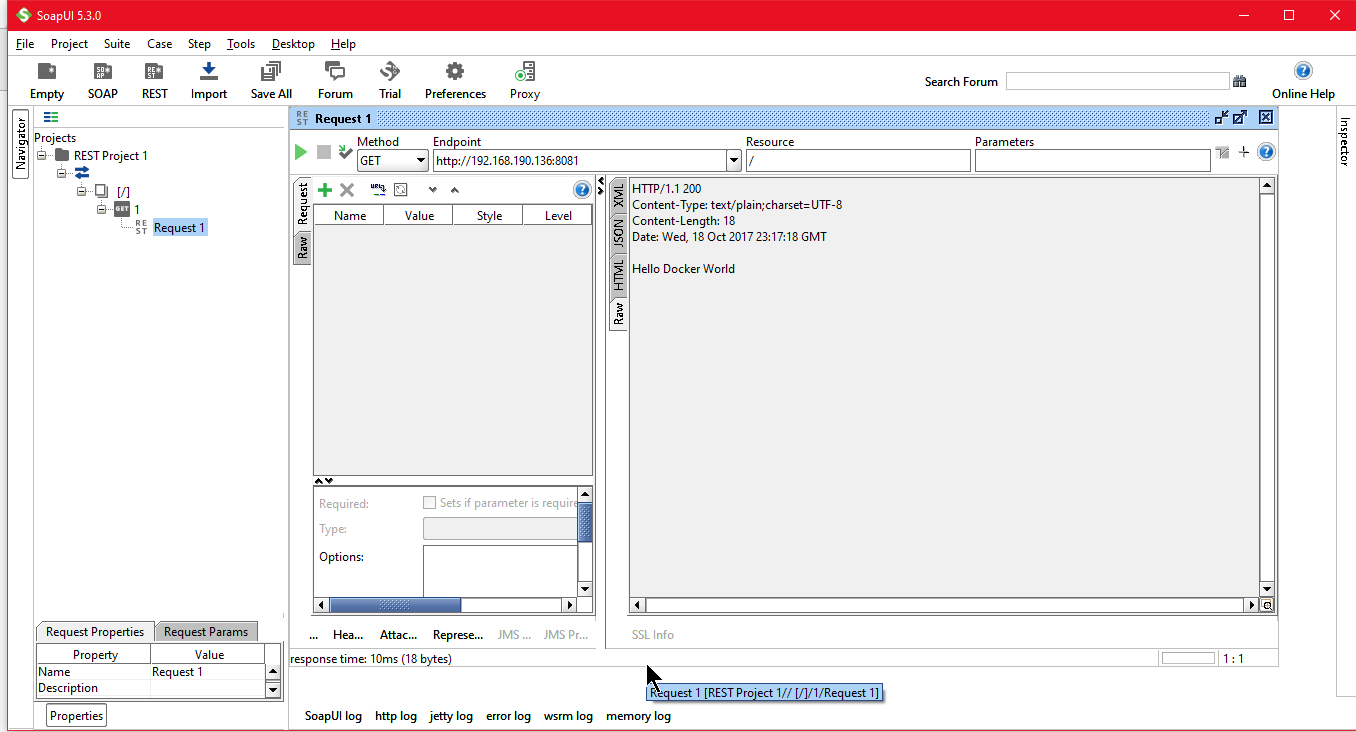 SoapUI 5.3.0
File Project Suite Case Step Tools Desktop Help
Empty SOAP REST Import Save All Forum Trial Preferences Proxy
Search Forum
Online Help
Navigator
Projects
REST Project 1
[/]
GET 1
REST Request 1
REST Request 1
Method Endpoint Resource Parameters
GET http://192.168.190.136:8081 /
Request
Raw
Name Value Style Level
Required: Sets if parameter is require
Type:
Options:
... Hea... Attac... Represe... JMS ... JMS Pr...
XML
JSON
HTML
Raw
HTTP/1.1 200
Content-Type: text/plain;charset=UTF-8
Content-Length: 18
Date: Wed, 18 Oct 2017 23:17:18 GMT
Hello Docker World
SSL Info
Inspector
Request Properties Request Params
Property Value
Name Request 1
Description
Properties
response time: 10ms (18 bytes)
1 : 1
Request 1 [REST Project 1// [/]/1/Request 1]
SoapUI log http log jetty log error log wsrm log memory log